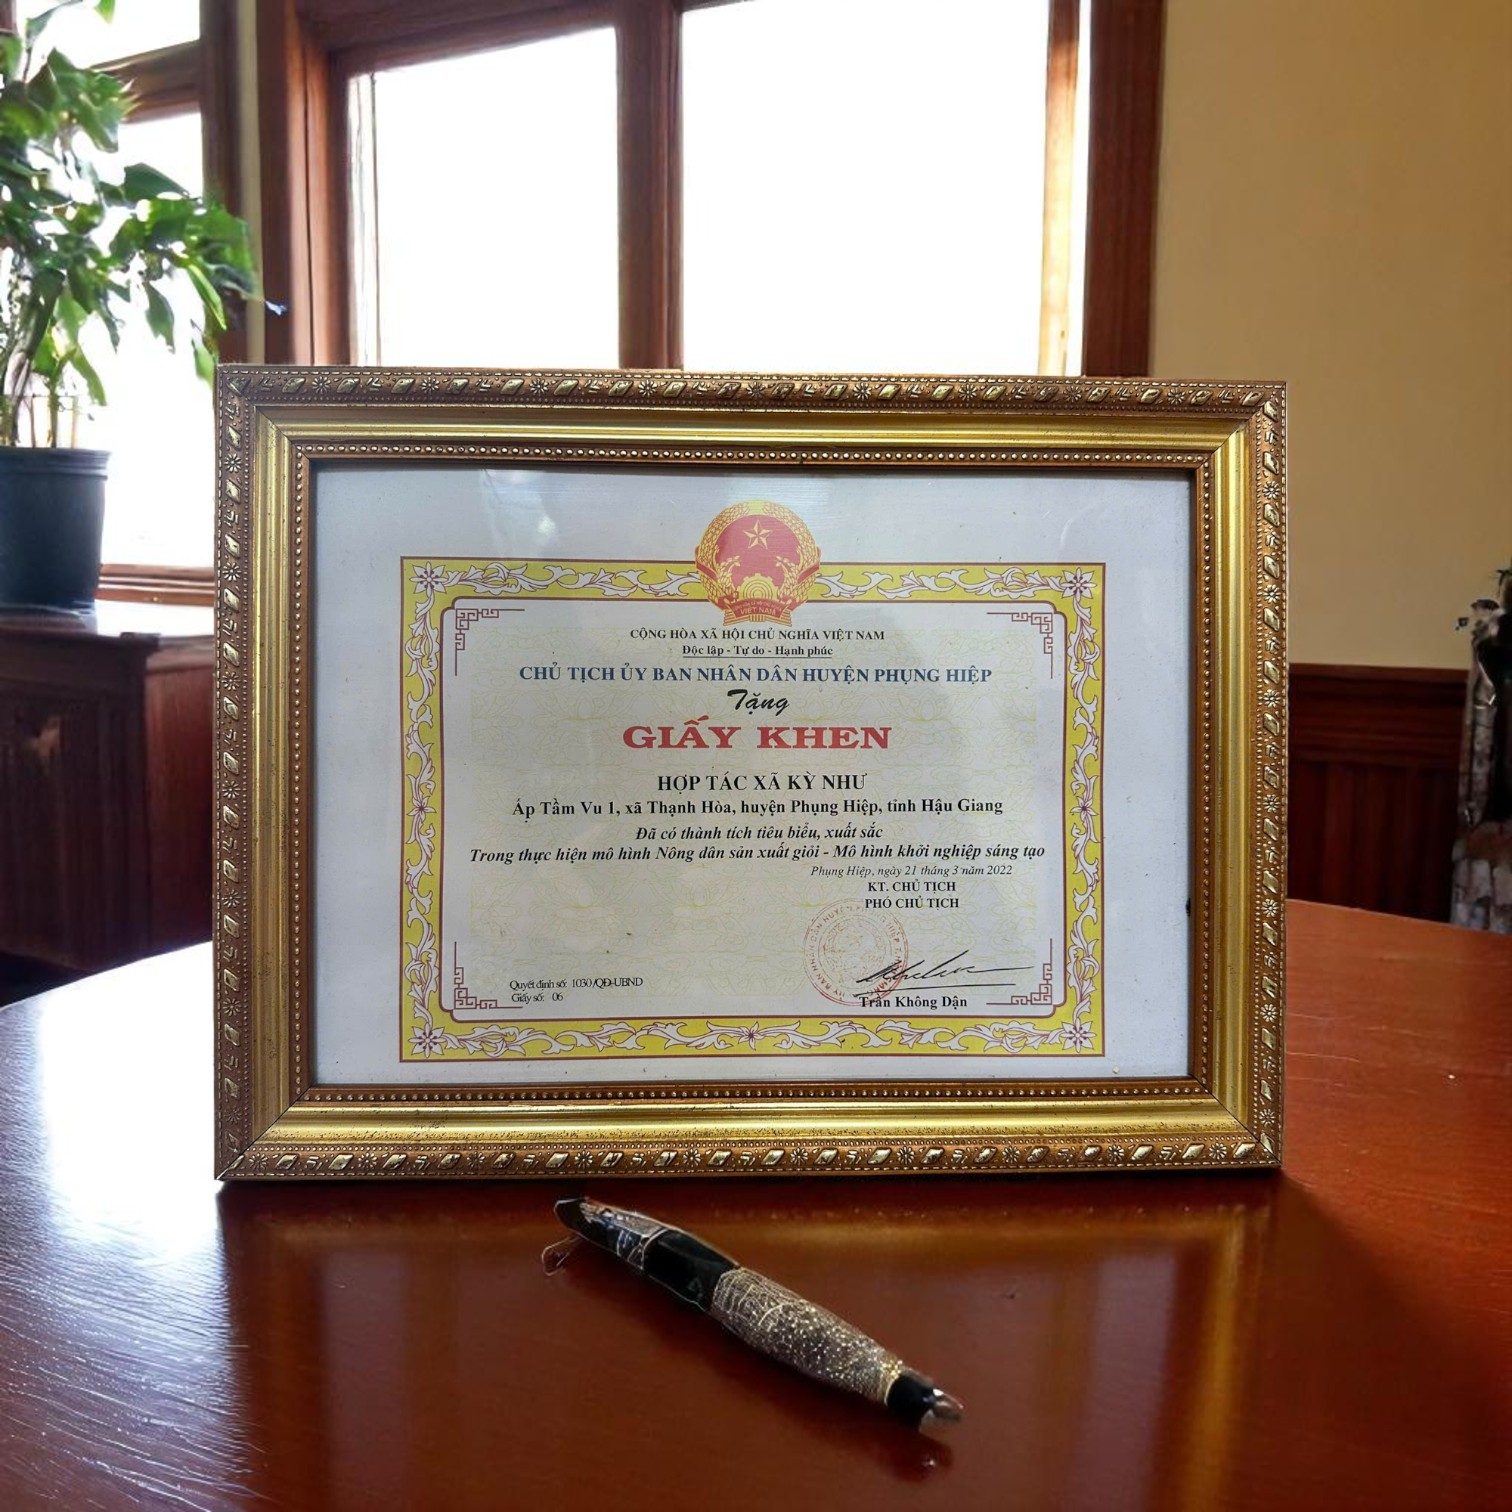 VIỆT NAM
CỘNG HÒA XÃ HỘI CHỦ NGHĨA VIỆT NAM
Độc lập - Tự do - Hạnh phúc
CHỦ TỊCH ỦY BAN NHÂN DÂN HUYỆN PHỤNG HIỆP
Tặng
GIẤY KHEN
HỢP TÁC XÃ KỲ NHƯ
Ấp Tầm Vu 1, xã Thạnh Hòa, huyện Phụng Hiệp, tỉnh Hậu Giang
Đã có thành tích tiêu biểu, xuất sắc
Trong thực hiện mô hình Nông dân sản xuất giỏi - Mô hình khởi nghiệp sáng tạo
Phụng Hiệp, ngày 21 tháng 3 năm 2022
KT. CHỦ TỊCH
PHÓ CHỦ TỊCH
Quyết định số: 1030/QĐ-UBND
Giấy số: 06
Trần Không Dận